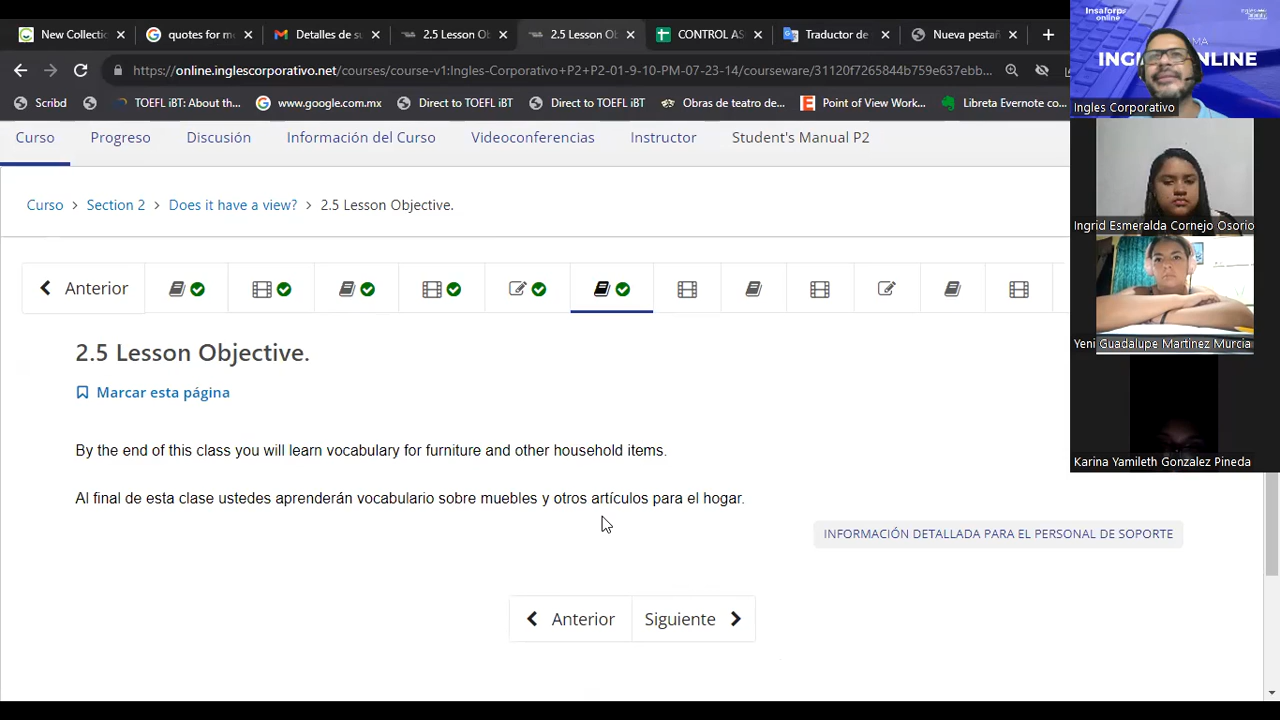 New Collectic
quotes for m
Detalles de su
2.5 Lesson Ob
2.5 Lesson Ob
CONTROL AS
Traductor de
Nueva pestañ
https://online.inglescorporativo.net/courses/course-v1:Ingles-Corporativo+P2+P2-01-9-10-PM-07-23-14/courseware/31120f7265844b759e637ebb...
Scribd
TOEFL iBT: About th...
www.google.com.
Direct to TOEFL iBT
Direct to TOEFL iBT
Obras de teatro de...
Point of View Work...
Libreta Evernote co...
Curso
Progreso
Discusión
Información del Curso
Videoconferencias
Instructor
Student's Manual P2
Curso > Section 2 > Does it have a view? > 2.5 Lesson Objective.
Anterior
2.5 Lesson Objective.
Marcar esta página
By the end of this class you will learn vocabulary for furniture and other household items.
Al final de esta clase ustedes aprenderán vocabulario sobre muebles y otros artículos para el hogar.
INFORMACIÓN DETALLADA PARA EL PERSONAL DE SOPORTE
Anterior
Siguiente
Insaforp
online
Ingles Corporativo
Ingrid Esmeralda Cornejo Osorio
Yeni Guadalupe Martinez Murcia
Karina Yamileth Gonzalez Pineda